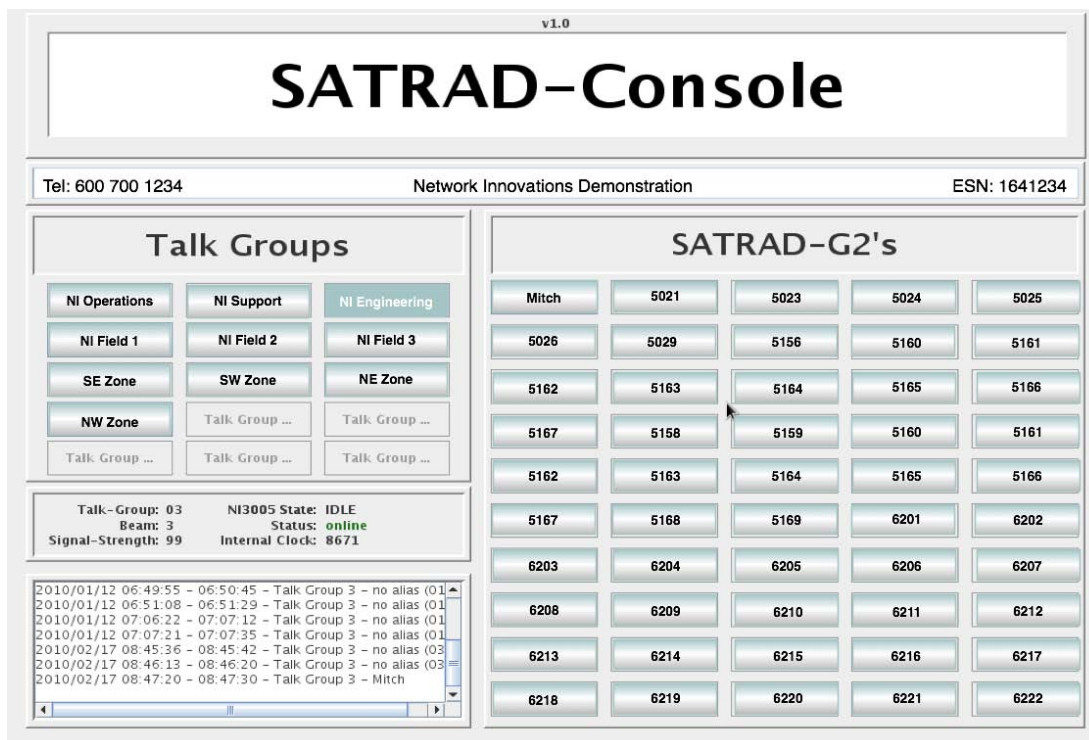 v1.0
SATRAD-Console
Tel: 600 700 1234 Network Innovations Demonstration ESN: 1641234
Talk Groups
NI Operations NI Support NI Engineering
NI Field 1 NI Field 2 NI Field 3
SE Zone SW Zone NE Zone
NW Zone Talk Group ... Talk Group ...
Talk Group ... Talk Group ... Talk Group ...
Talk-Group: 03 NI3005 State: IDLE
Beam: 3 Status: online
Signal-Strength: 99 Internal Clock: 8671
2010/01/12 06:49:55 - 06:50:45 - Talk Group 3 - no alias (01
2010/01/12 06:51:08 - 06:51:29 - Talk Group 3 - no alias (01
2010/01/12 07:06:22 - 07:07:12 - Talk Group 3 - no alias (01
2010/01/12 07:07:21 - 07:07:35 - Talk Group 3 - no alias (01
2010/02/17 08:45:36 - 08:45:42 - Talk Group 3 - no alias (03
2010/02/17 08:46:13 - 08:46:20 - Talk Group 3 - no alias (03
2010/02/17 08:47:20 - 08:47:30 - Talk Group 3 - Mitch
SATRAD-G2's
Mitch 5021 5023 5024 5025
5026 5029 5156 5160 5161
5162 5163 5164 5165 5166
5167 5158 5159 5160 5161
5162 5163 5164 5165 5166
5167 5168 5169 6201 6202
6203 6204 6205 6206 6207
6208 6209 6210 6211 6212
6213 6214 6215 6216 6217
6218 6219 6220 6221 6222